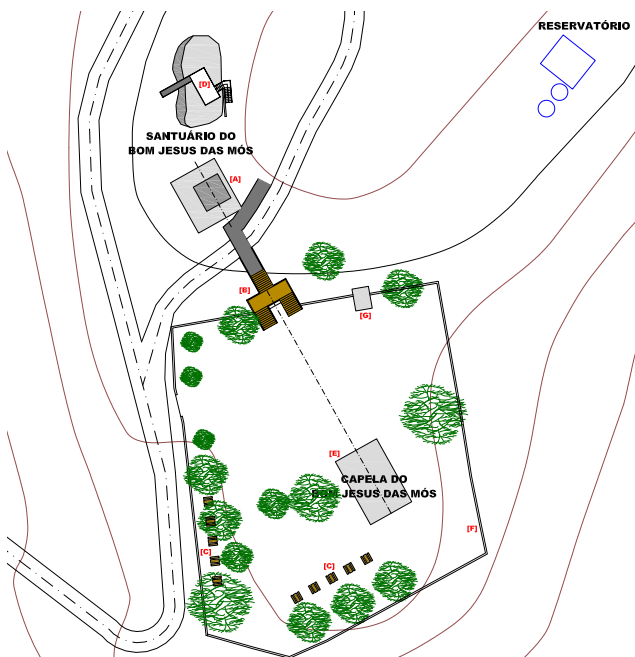 RESERVATÓRIO
[D]
SANTUÁRIO DO
BOM JESUS DAS MÓS
[A]
[B]
[G]
[E]
CAPELA DO
BOM JESUS DAS MÓS
[F]
[C]
[C]